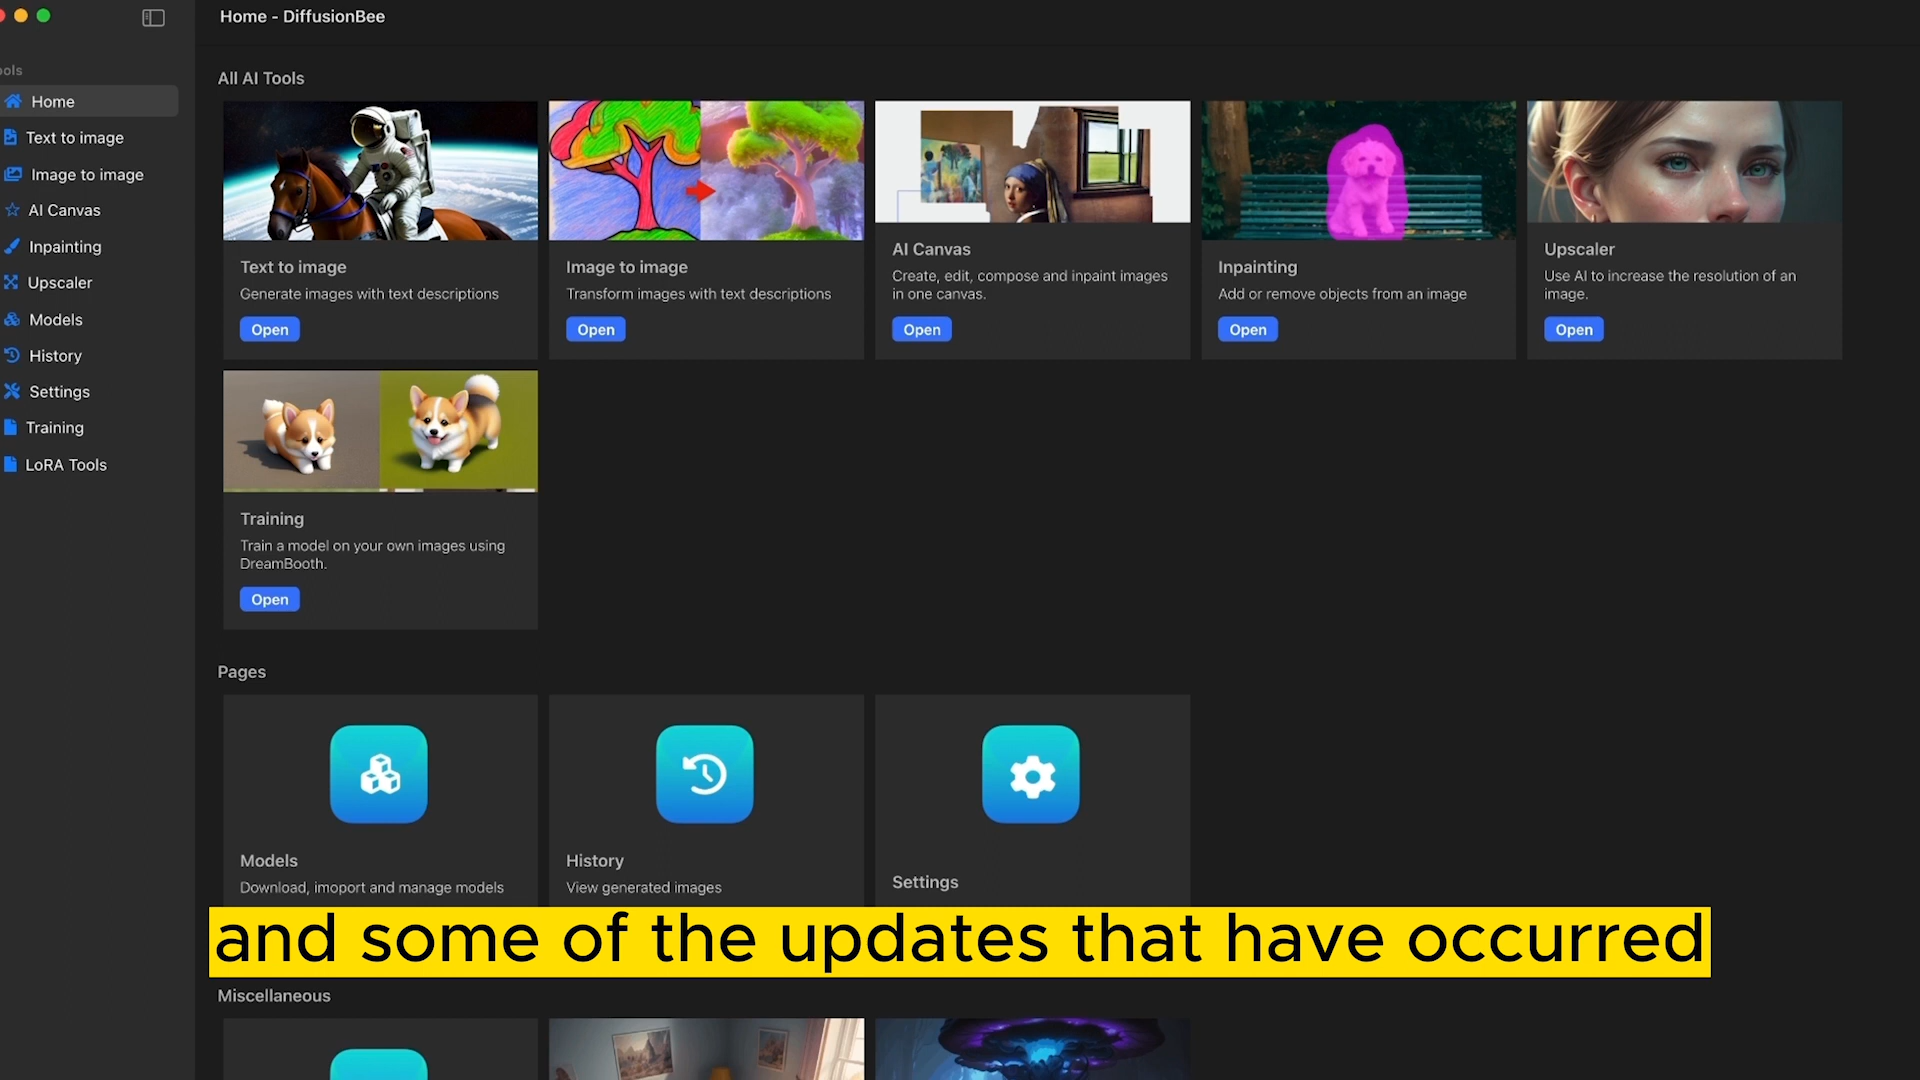 Home - DiffusionBee
ools
Home
Text to image
Image to image
AI Canvas
Inpainting
Upscaler
Models
History
Settings
Training
LoRA Tools
All AI Tools
Text to image
Generate images with text descriptions
Open
Image to image
Transform images with text descriptions
Open
AI Canvas
Create, edit, compose and inpaint images
in one canvas.
Open
Inpainting
Add or remove objects from an image
Open
Upscaler
Use AI to increase the resolution of an
image.
Open
Training
Train a model on your own images using
DreamBooth.
Open
Pages
Models
Download, imoport and manage models
History
View generated images
Settings
and some of the updates that have occurred
Miscellaneous